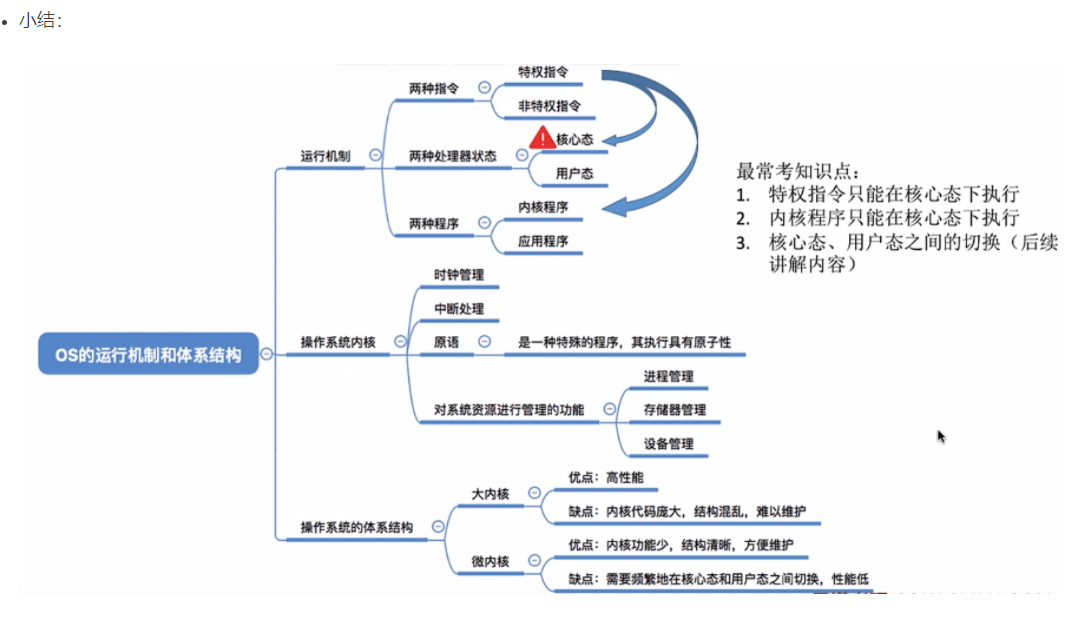 小结：
特权指令
两种指令
非特权指令
核心态
运行机制
两种处理器状态
用户态
内核程序
两种程序
应用程序
最常考知识点：
1. 特权指令只能在核心态下执行
2. 内核程序只能在核心态下执行
3. 核心态、用户态之间的切换（后续
讲解内容）
时钟管理
中断处理
操作系统内核
原语
是一种特殊的程序，其执行具有原子性
OS的运行机制和体系结构
进程管理
对系统资源进行管理的功能
存储器管理
设备管理
优点：高性能
大内核
缺点：内核代码庞大，结构混乱，难以维护
操作系统的体系结构
优点：内核功能少，结构清晰，方便维护
微内核
缺点：需要频繁地在核心态和用户态之间切换，性能低